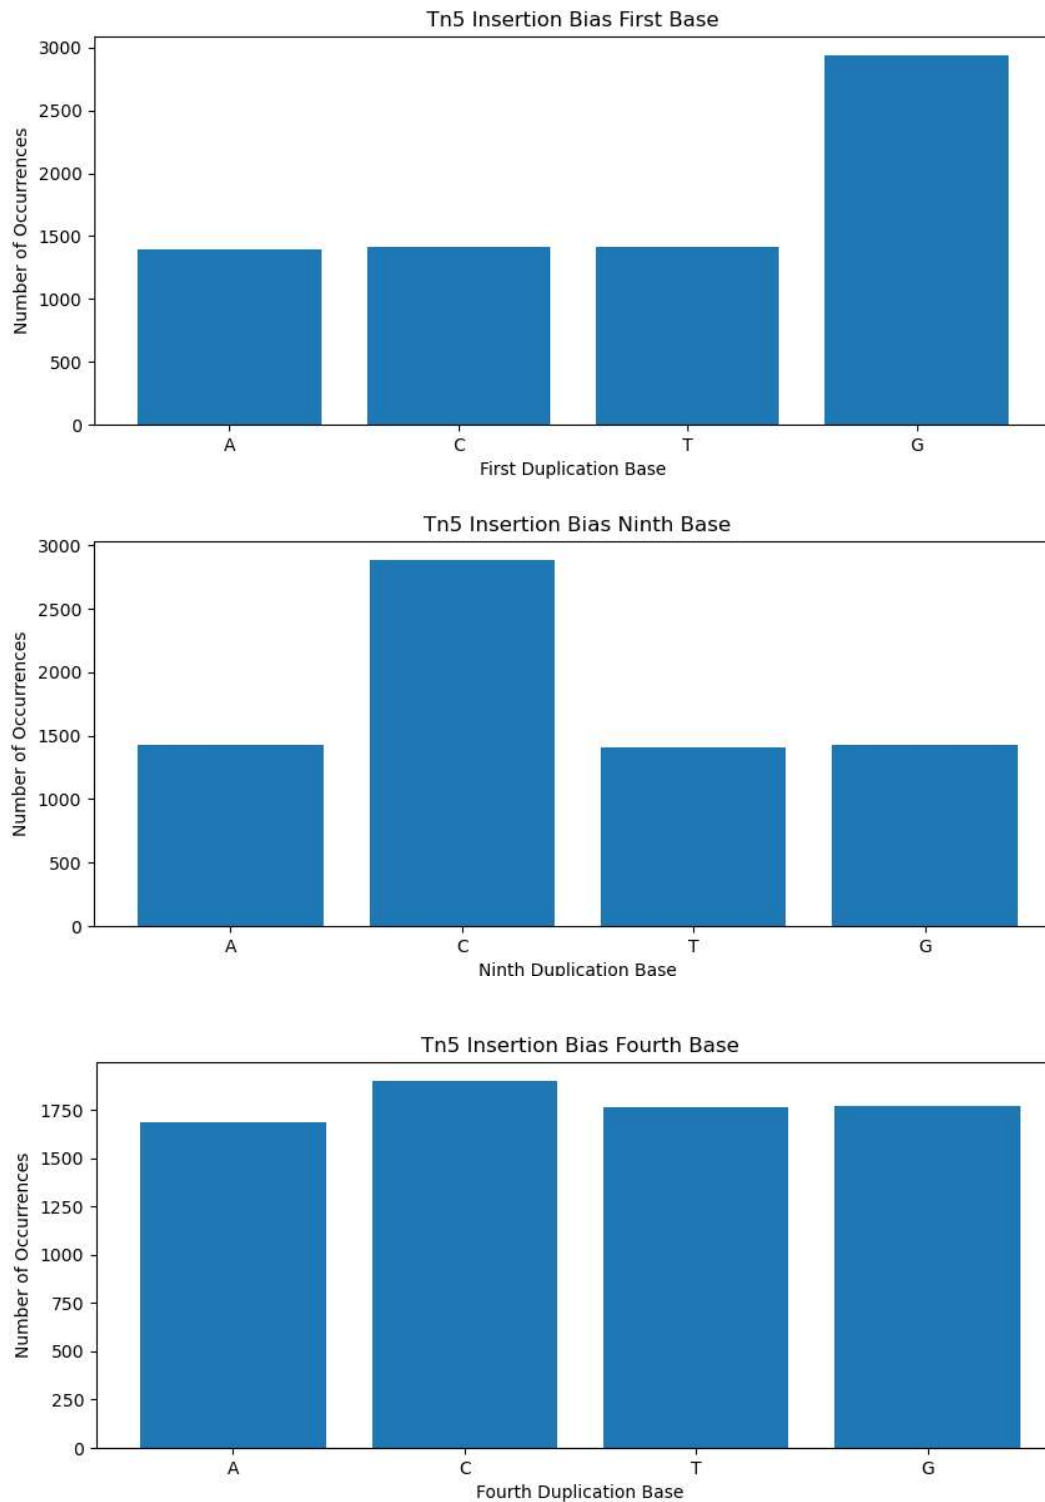 Tn5 Insertion Bias First Base
3000
2500
2000
1500
1000
500
0
Number of Occurrences
A C T G
First Duplication Base
Tn5 Insertion Bias Ninth Base
3000
2500
2000
1500
1000
500
0
Number of Occurrences
A C T G
Ninth Duplication Base
Tn5 Insertion Bias Fourth Base
1750
1500
1250
1000
750
500
250
0
Number of Occurrences
A C T G
Fourth Duplication Base